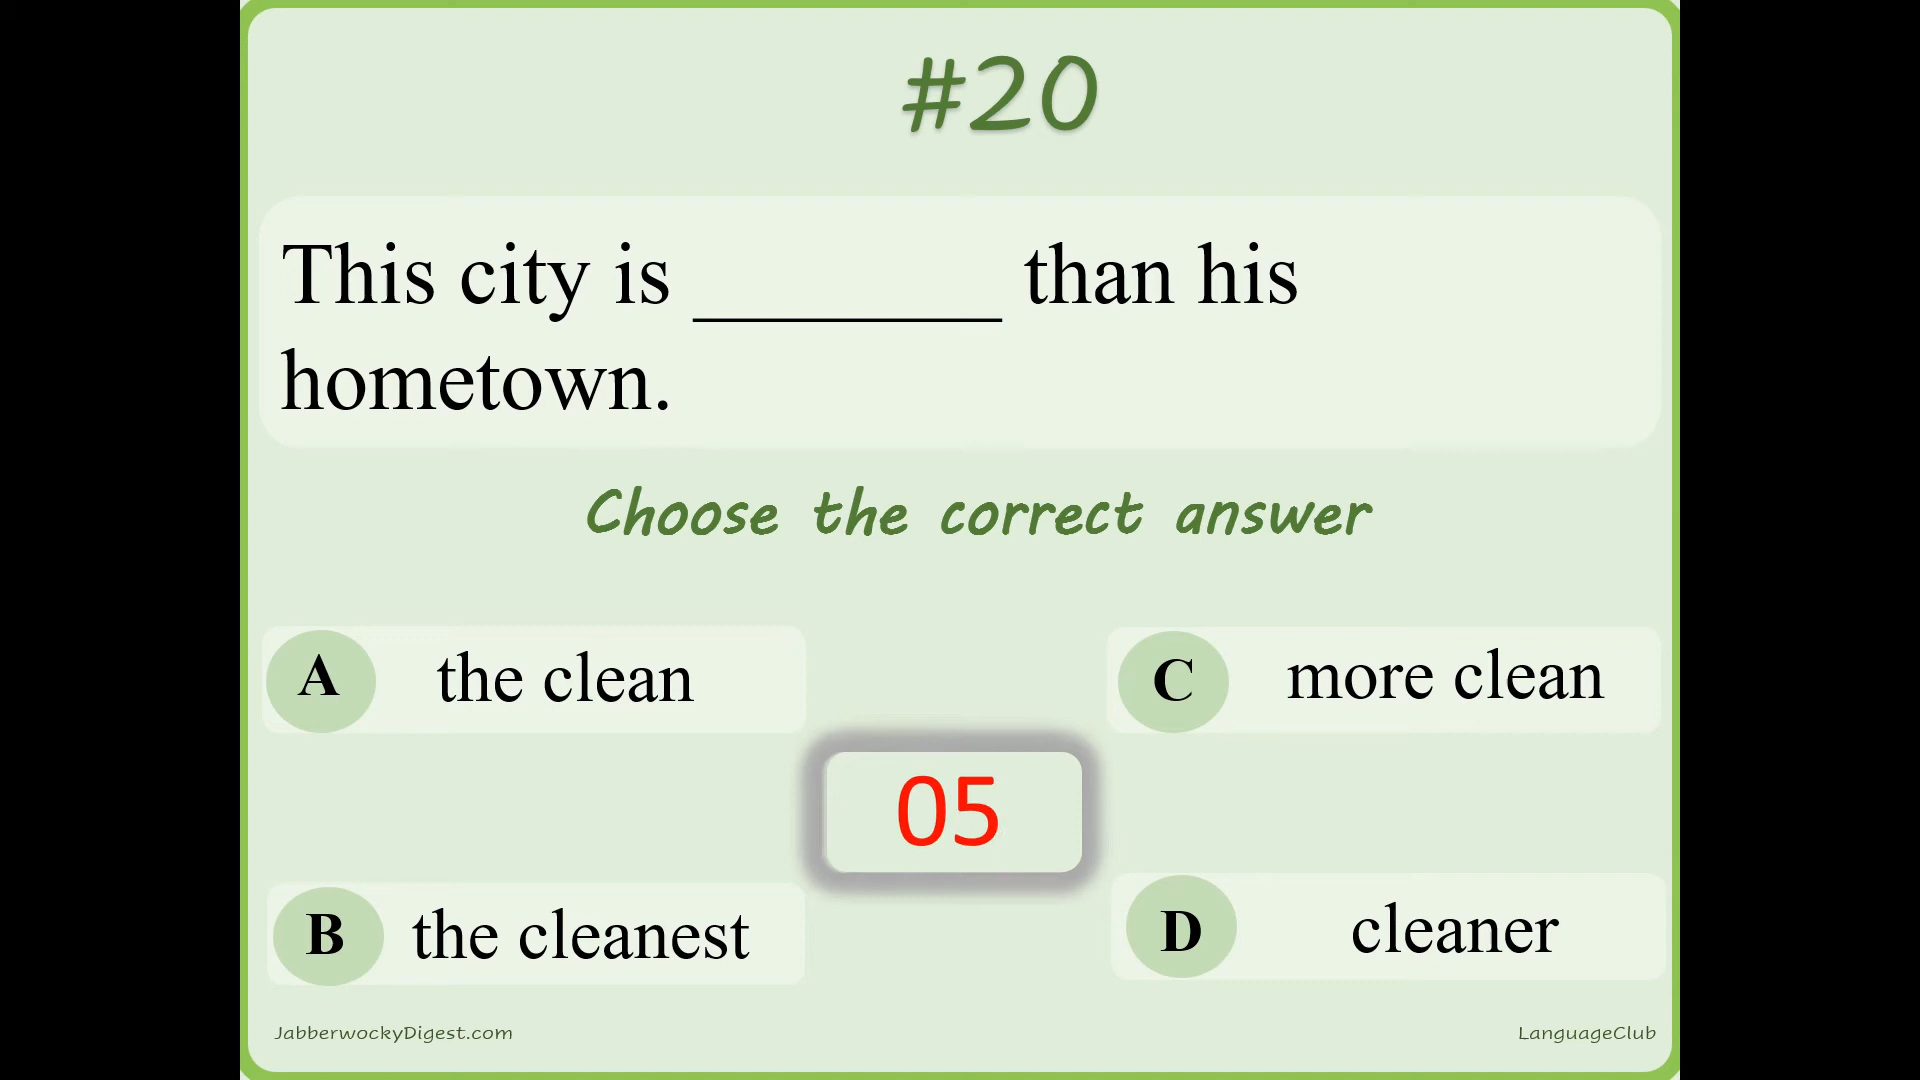 #20
This city is _______ than his
hometown.
Choose the correct answer
A the clean
C more clean
05
B the cleanest
D cleaner
JabberwockyDigest.com
LanguageClub